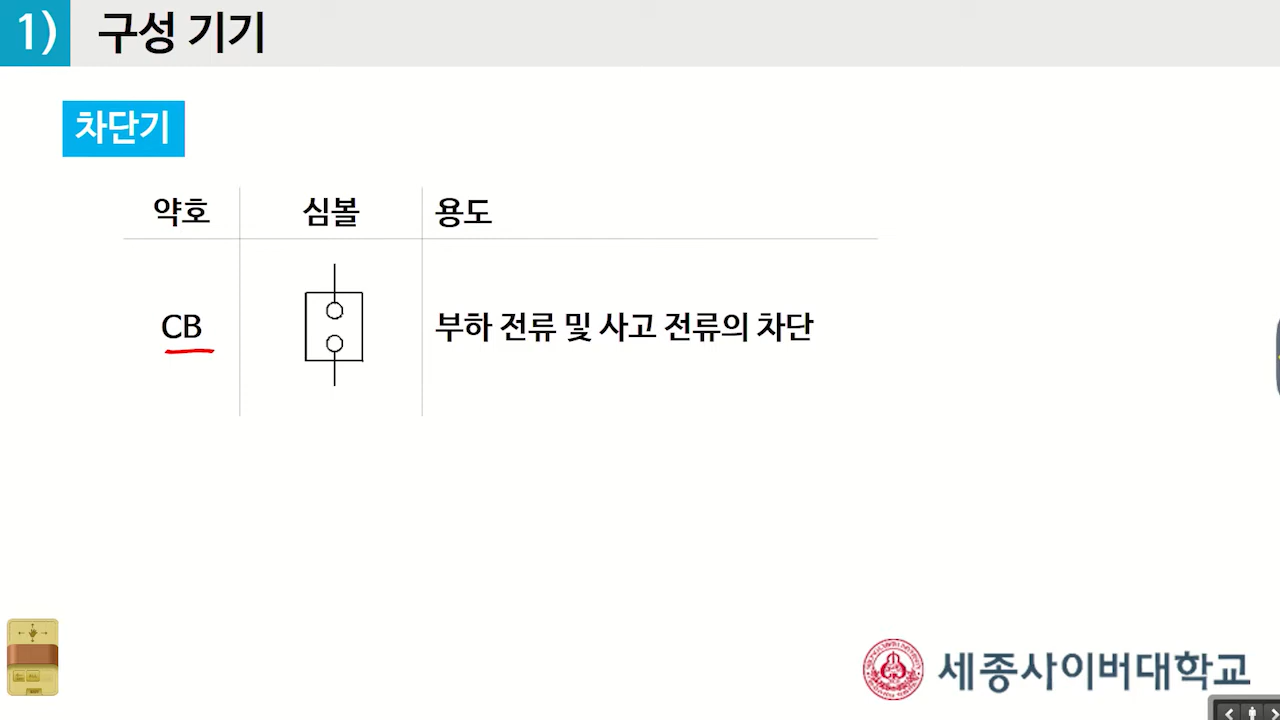 1) 구성 기기
차단기
약호 심볼 용도
CB 부하 전류 및 사고 전류의 차단
세종사이버대학교